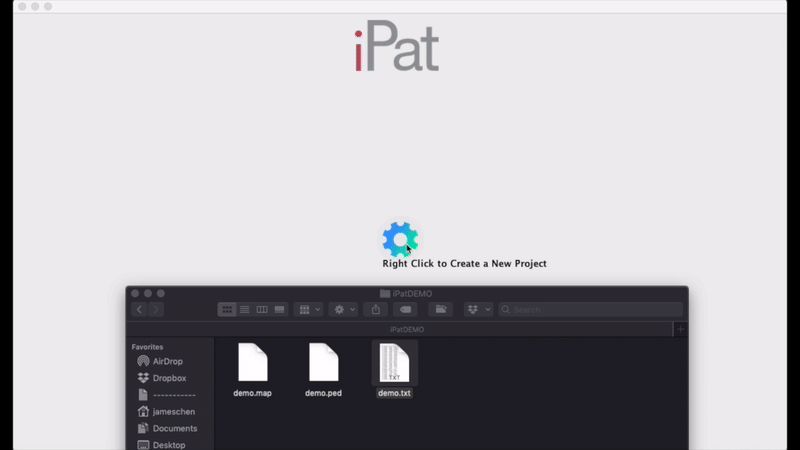 iPat
Right Click to Create a New Project
iPatDEMO
Search
iPatDEMO
Favorites
AirDrop
Dropbox
-----------
jameschen
Documents
Desktop
TXT
demo.map
demo.ped
demo.txt